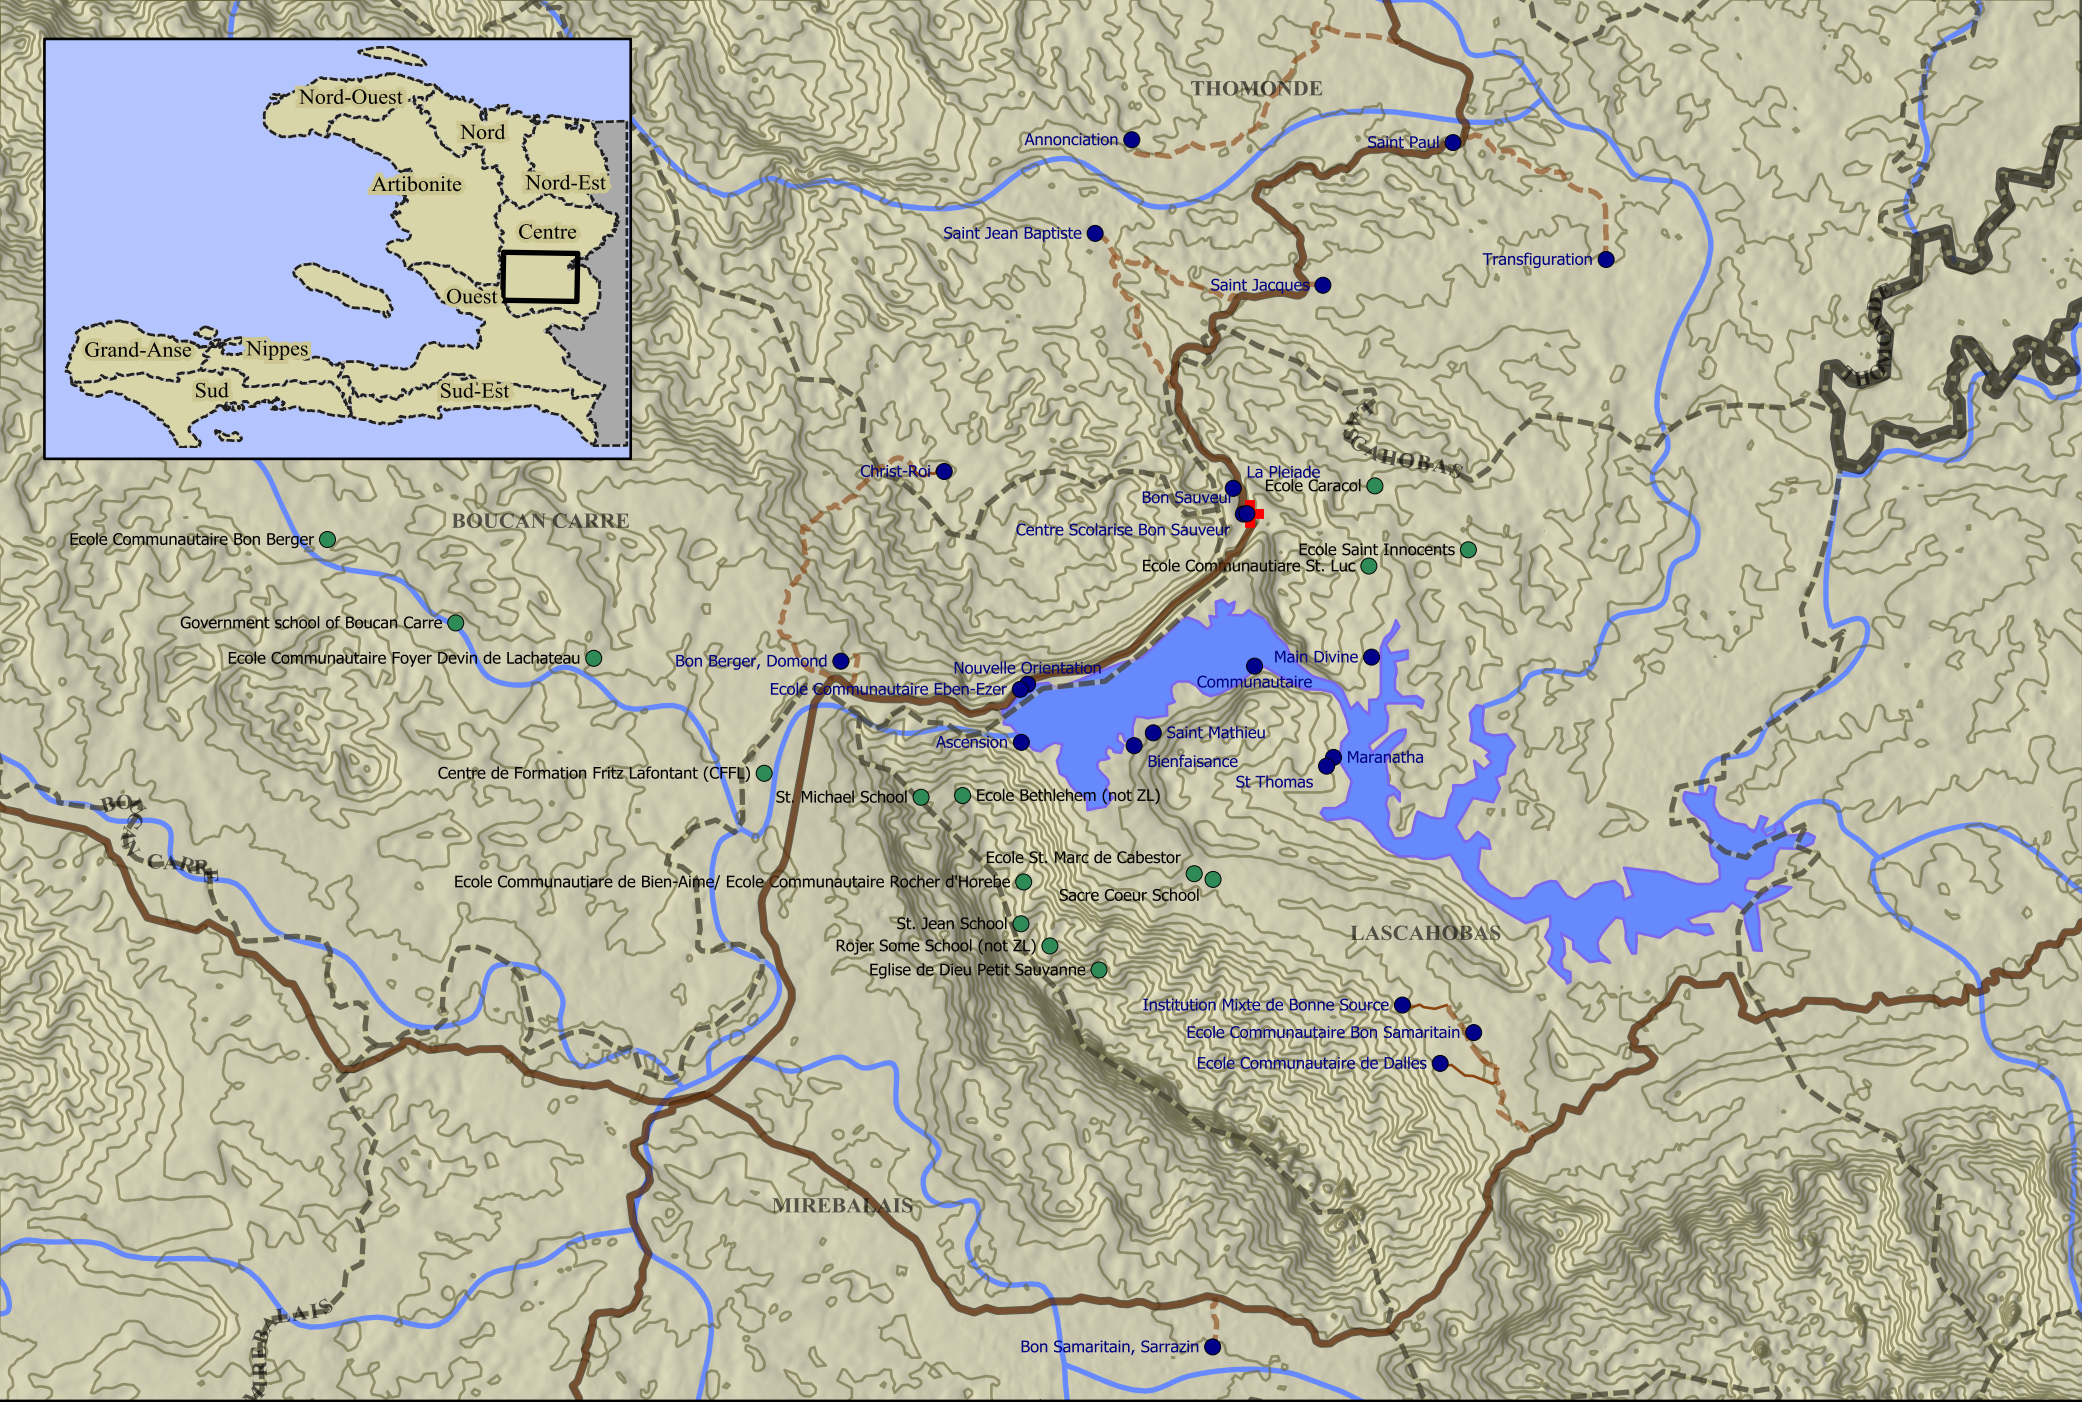 Nord-Ouest
Nord
Artibonite
Nord-Est
Centre
Ouest
Grand-Anse
Nippes
Sud
Sud-Est
THOMONDE
Annonciation
Saint Paul
Saint Jean Baptiste
Transfiguration
Saint Jacques
THOMONDE
LASCAHOBAS
Christ-Roi
La Pleiade
Ecole Caracol
Bon Sauveur
Centre Scolarise Bon Sauveur
BOUCAN CARRE
Ecole Communautaire Bon Berger
Ecole Saint Innocents
Ecole Communautiare St. Luc
Government school of Boucan Carre
Ecole Communautaire Foyer Devin de Lachateau
Bon Berger, Domond
Nouvelle Orientation
Main Divine
Ecole Communautaire Eben-Ezer
Communautaire
Ascension
Saint Mathieu
Bienfaisance
Maranatha
St Thomas
Centre de Formation Fritz Lafontant (CFFL)
St. Michael School
Ecole Bethlehem (not ZL)
BOUCAN CARRE
Ecole St. Marc de Cabestor
Ecole Communautiare de Bien-Aime/ Ecole Communautaire Rocher d'Horebe
Sacre Coeur School
St. Jean School
LASCAHOBAS
Rojer Some School (not ZL)
Eglise de Dieu Petit Sauvanne
Institution Mixte de Bonne Source
Ecole Communautaire Bon Samaritain
Ecole Communautaire de Dalles
MIREBALAIS
MIREBALAIS
Bon Samaritain, Sarrazin